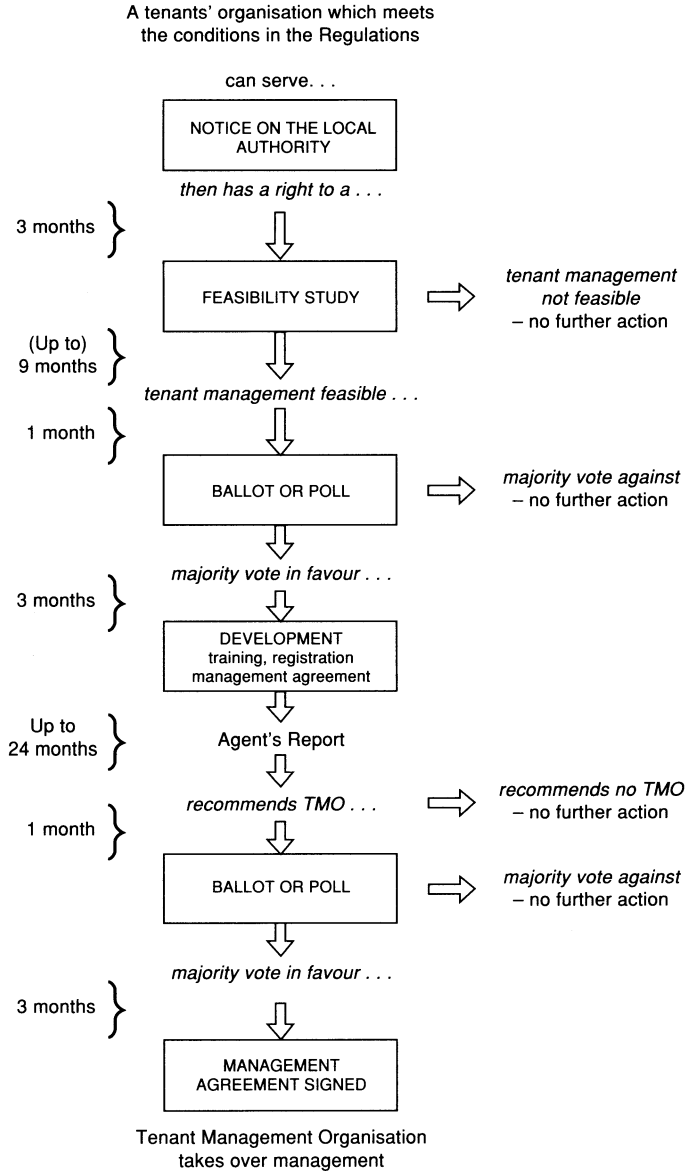 A tenants' organisation which meets
the conditions in the Regulations
can serve. . .
NOTICE ON THE LOCAL
AUTHORITY
then has a right to a . . .
3 months
FEASIBILITY STUDY
tenant management
not feasible
– no further action
(Up to)
9 months
tenant management feasible . . .
1 month
BALLOT OR POLL
majority vote against
– no further action
majority vote in favour . . .
3 months
DEVELOPMENT
training, registration
management agreement
Up to
24 months
Agent's Report
recommends TMO . . .
recommends no TMO
– no further action
1 month
BALLOT OR POLL
majority vote against
– no further action
majority vote in favour . . .
3 months
MANAGEMENT
AGREEMENT SIGNED
Tenant Management Organisation
takes over management